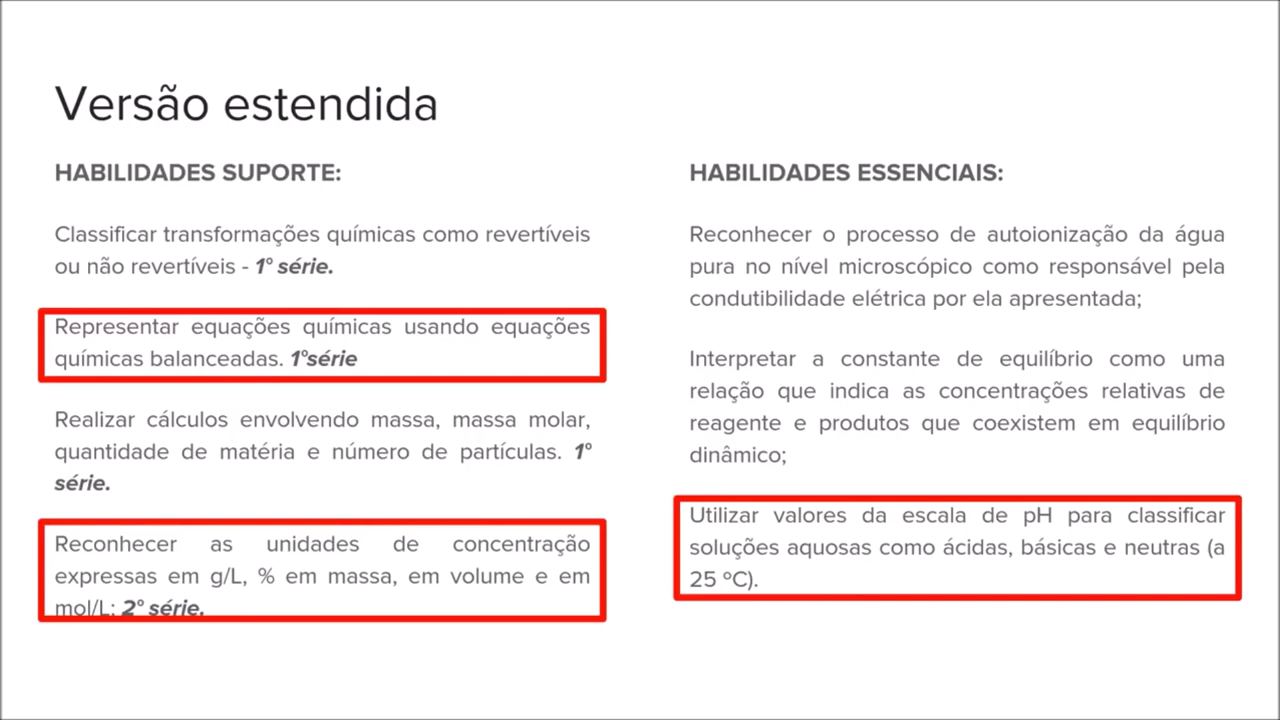 Versão estendida
HABILIDADES SUPORTE:
Classificar transformações químicas como revertíveis
ou não revertíveis - 1° série.
Representar equações químicas usando equações
químicas balanceadas. 1°série
Realizar cálculos envolvendo massa, massa molar,
quantidade de matéria e número de partículas. 1°
série.
Reconhecer as unidades de concentração
expressas em g/L, % em massa, em volume e em
mol/L; 2° série.
HABILIDADES ESSENCIAIS:
Reconhecer o processo de autoionização da água
pura no nível microscópico como responsável pela
condutibilidade elétrica por ela apresentada;
Interpretar a constante de equilíbrio como uma
relação que indica as concentrações relativas de
reagente e produtos que coexistem em equilíbrio
dinâmico;
Utilizar valores da escala de pH para classificar
soluções aquosas como ácidas, básicas e neutras (a
25 ºC).